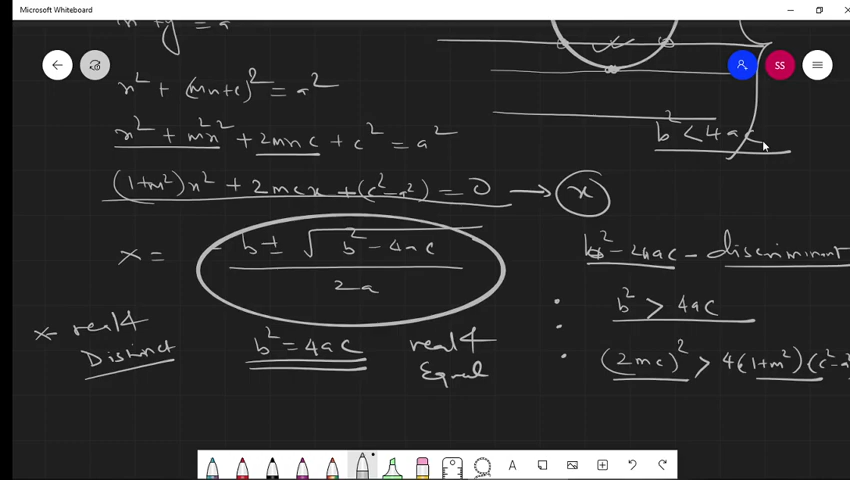 Microsoft Whiteboard
x² + (mx+c)² = a²
SS
x² + m²x² + 2mxc + c² = a²
b² < 4ac
(1+m²)x² + 2mcx + (c²-a²) = 0 → x
x = -b ± √b²-4ac / 2a
b²-4ac - discriminant
b² > 4ac
x- real &
Distinct
b² = 4ac
real &
Equal
(2mc)² > 4(1+m²)(c²-a²
A